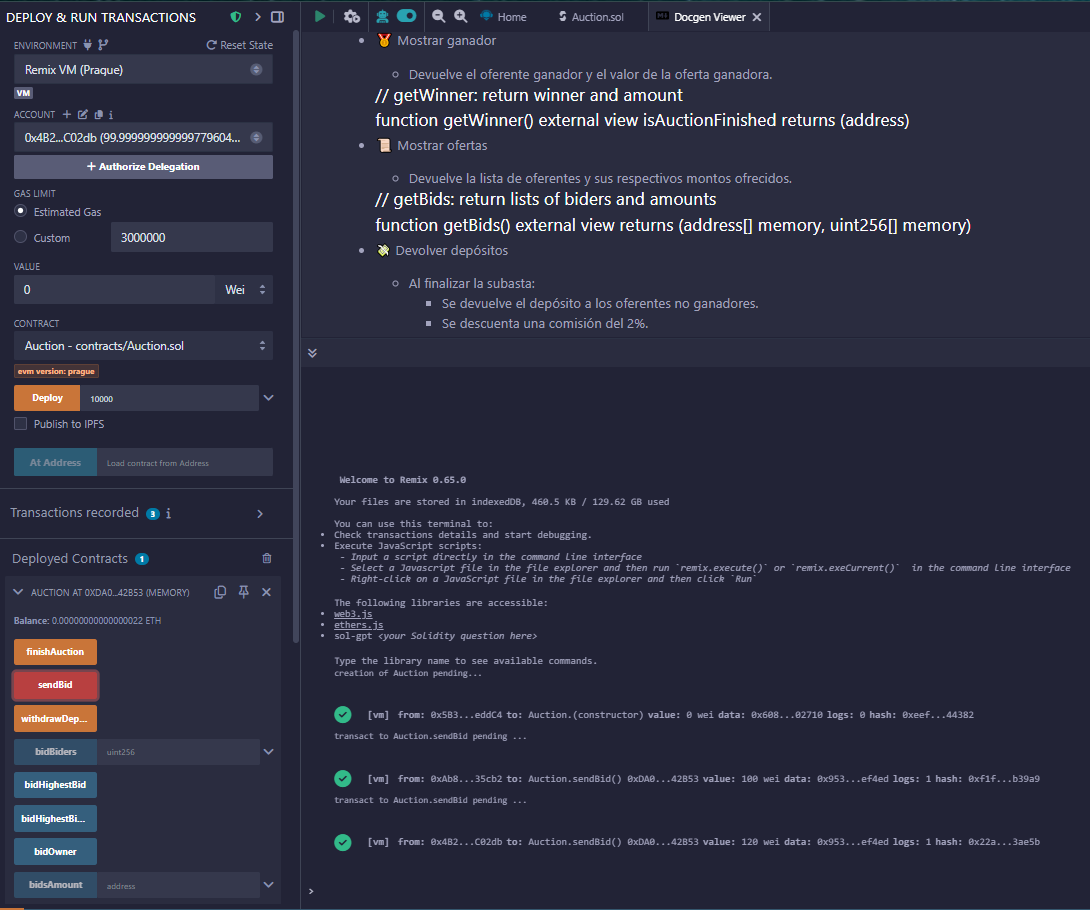 DEPLOY & RUN TRANSACTIONS
ENVIRONMENT
Reset State
Remix VM (Prague)
VM
ACCOUNT
0x4B2...C02db (99.999999999999779604...
+ Authorize Delegation
GAS LIMIT
Estimated Gas
Custom
3000000
VALUE
0
Wei
CONTRACT
Auction - contracts/Auction.sol
evm version: prague
Deploy
10000
Publish to IPFS
At Address
Load contract from Address
Transactions recorded 3 i
Deployed Contracts 1
AUCTION AT 0XDA0...42B53 (MEMORY)
Balance: 0.00000000000000022 ETH
finishAuction
sendBid
withdrawDep...
bidBiders
uint256
bidHighestBid
bidHighestBi...
bidOwner
bidsAmount
address
Home
Auction.sol
Docgen Viewer
Mostrar ganador
Devuelve el oferente ganador y el valor de la oferta ganadora.
// getWinner: return winner and amount
function getWinner() external view isAuctionFinished returns (address)
Mostrar ofertas
Devuelve la lista de oferentes y sus respectivos montos ofrecidos.
// getBids: return lists of biders and amounts
function getBids() external view returns (address[] memory, uint256[] memory)
Devolver depósitos
Al finalizar la subasta:
Se devuelve el depósito a los oferentes no ganadores.
Se descuenta una comisión del 2%.
Welcome to Remix 0.65.0
Your files are stored in indexedDB, 460.5 KB / 129.62 GB used
You can use this terminal to:
Check transactions details and start debugging.
Execute JavaScript scripts:
- Input a script directly in the command line interface
- Select a Javascript file in the file explorer and then run `remix.execute()` or `remix.exeCurrent()` in the command line interface
- Right-click on a JavaScript file in the file explorer and then click `Run`
The following libraries are accessible:
web3.js
ethers.js
sol-gpt <your Solidity question here>
Type the library name to see available commands.
creation of Auction pending...
[vm] from: 0x5B3...eddC4 to: Auction.(constructor) value: 0 wei data: 0x608...02710 logs: 0 hash: 0xeef...44382
transact to Auction.sendBid pending ...
[vm] from: 0xAb8...35cb2 to: Auction.sendBid() 0xDA0...42B53 value: 100 wei data: 0x953...ef4ed logs: 1 hash: 0xf1f...b39a9
transact to Auction.sendBid pending ...
[vm] from: 0x4B2...C02db to: Auction.sendBid() 0xDA0...42B53 value: 120 wei data: 0x953...ef4ed logs: 1 hash: 0x22a...3ae5b
>